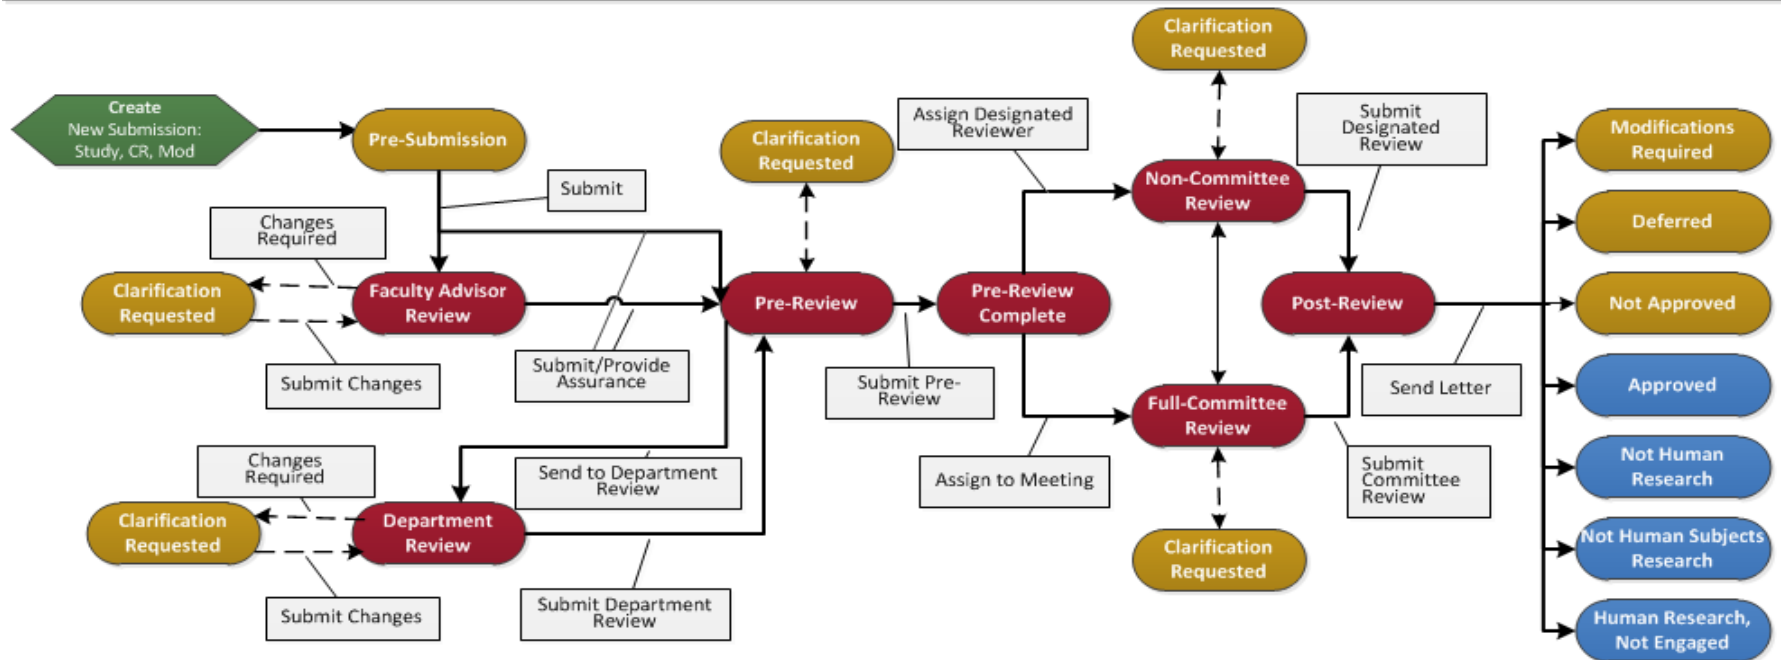 Create
New Submission:
Study, CR, Mod
Pre-Submission
Submit
Changes
Required
Clarification
Requested
Faculty Advisor
Review
Submit Changes
Submit/Provide
Assurance
Clarification
Requested
Pre-Review
Submit Pre-
Review
Changes
Required
Send to Department
Review
Clarification
Requested
Department
Review
Submit Changes
Submit Department
Review
Pre-Review
Complete
Assign Designated
Reviewer
Clarification
Requested
Non-Committee
Review
Submit
Designated
Review
Full-Committee
Review
Assign to Meeting
Submit
Committee
Review
Clarification
Requested
Post-Review
Send Letter
Modifications
Required
Deferred
Not Approved
Approved
Not Human
Research
Not Human Subjects
Research
Human Research,
Not Engaged